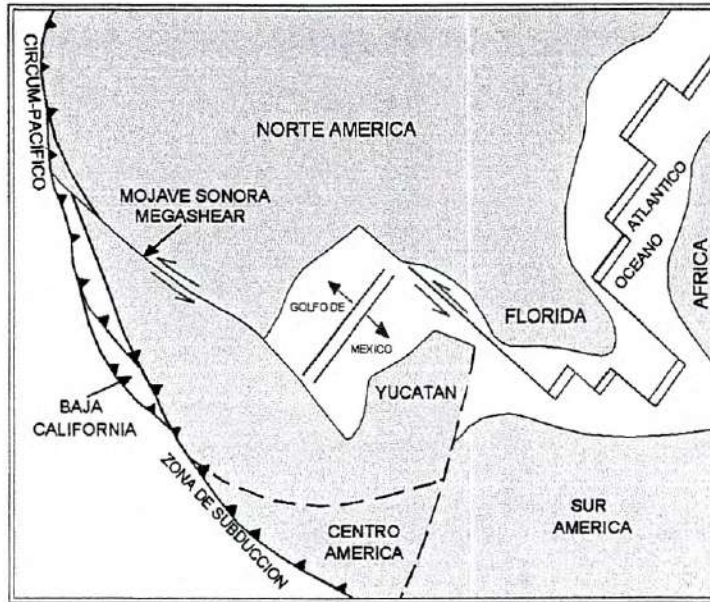 CIRCUM-PACIFICO
NORTE AMERICA
MOJAVE SONORA
MEGASHEAR
GOLFO DE
MEXICO
FLORIDA
OCEANO
ATLANTICO
AFRICA
YUCATAN
BAJA
CALIFORNIA
ZONA DE SUBDUCCION
CENTRO
AMERICA
SUR
AMERICA